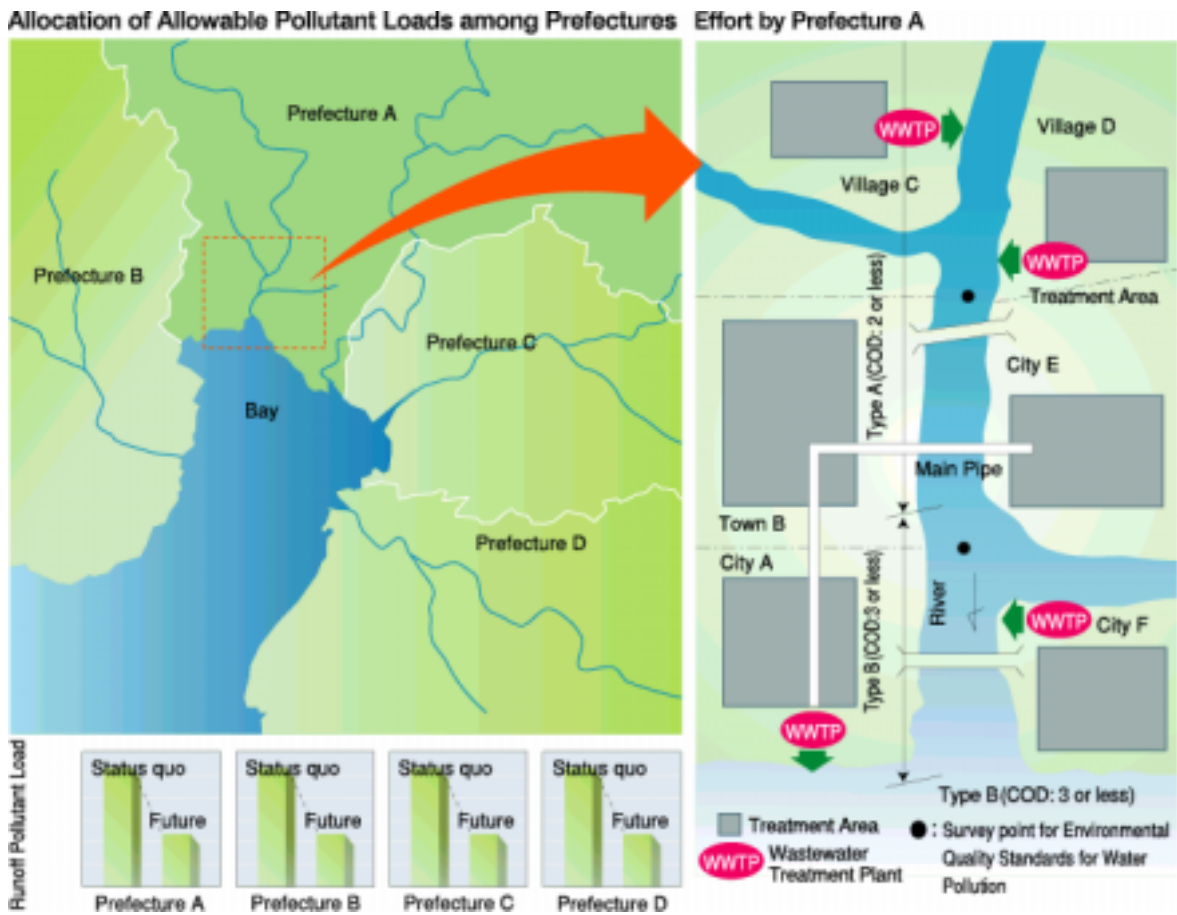 Allocation of Allowable Pollutant Loads among Prefectures
Prefecture A
Prefecture B
Prefecture C
Bay
Prefecture D
Runoff Pollutant Load
Status quo
Future
Prefecture A
Status quo
Future
Prefecture B
Status quo
Future
Prefecture C
Status quo
Future
Prefecture D
Effort by Prefecture A
WWTP
Village D
Village C
WWTP
Treatment Area
Type A (COD: 2 or less)
City E
Main Pipe
Town B
City A
Type B (COD:3 or less)
River
WWTP
City F
WWTP
Type B (COD: 3 or less)
Treatment Area
WWTP
Wastewater
Treatment Plant
: Survey point for Environmental
Quality Standards for Water
Pollution